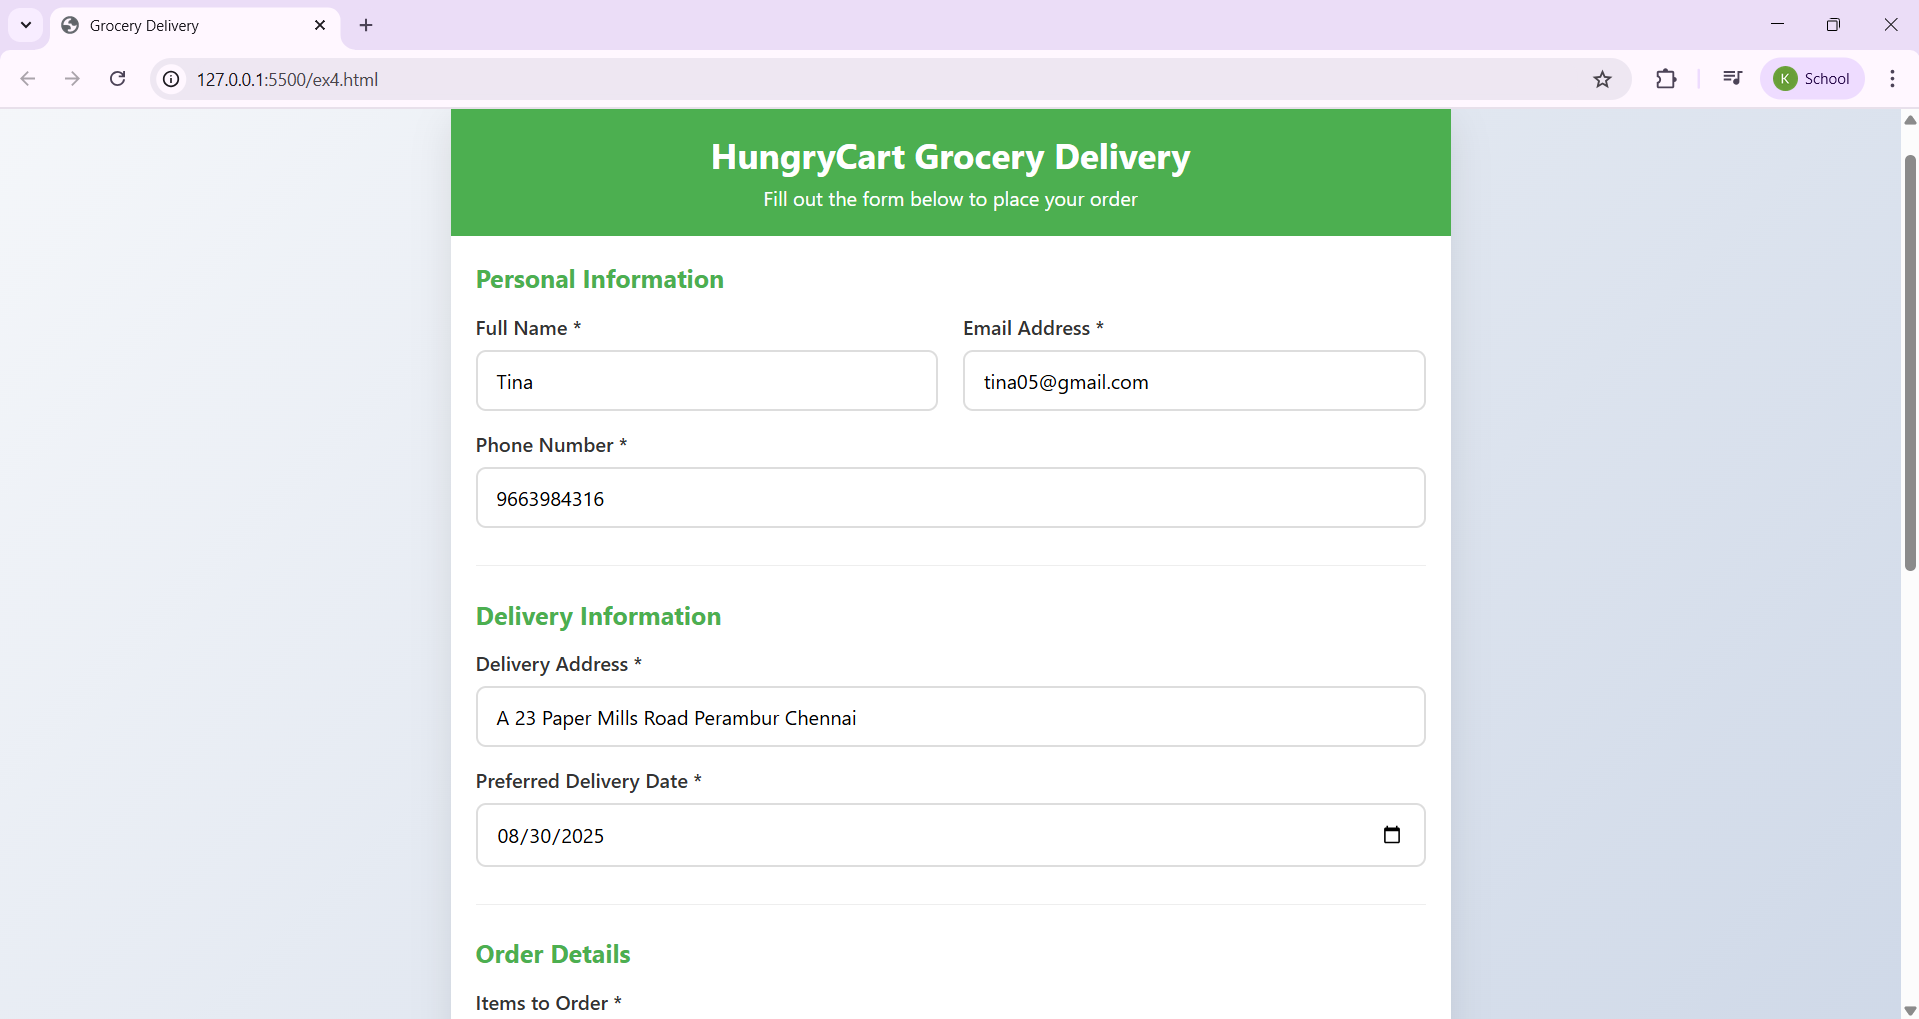 Grocery Delivery
127.0.0.1:5500/ex4.html
K School
HungryCart Grocery Delivery
Fill out the form below to place your order
Personal Information
Full Name *
Email Address *
Tina
tina05@gmail.com
Phone Number *
9663984316
Delivery Information
Delivery Address *
A 23 Paper Mills Road Perambur Chennai
Preferred Delivery Date *
08/30/2025
Order Details
Items to Order *